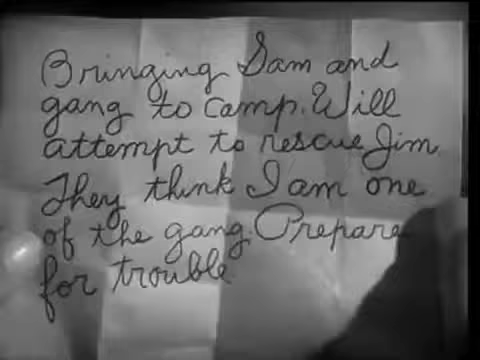 Bringing Sam and
gang to camp. Will
attempt to rescue Jim.
They think I am one
of the gang. Prepare
for trouble